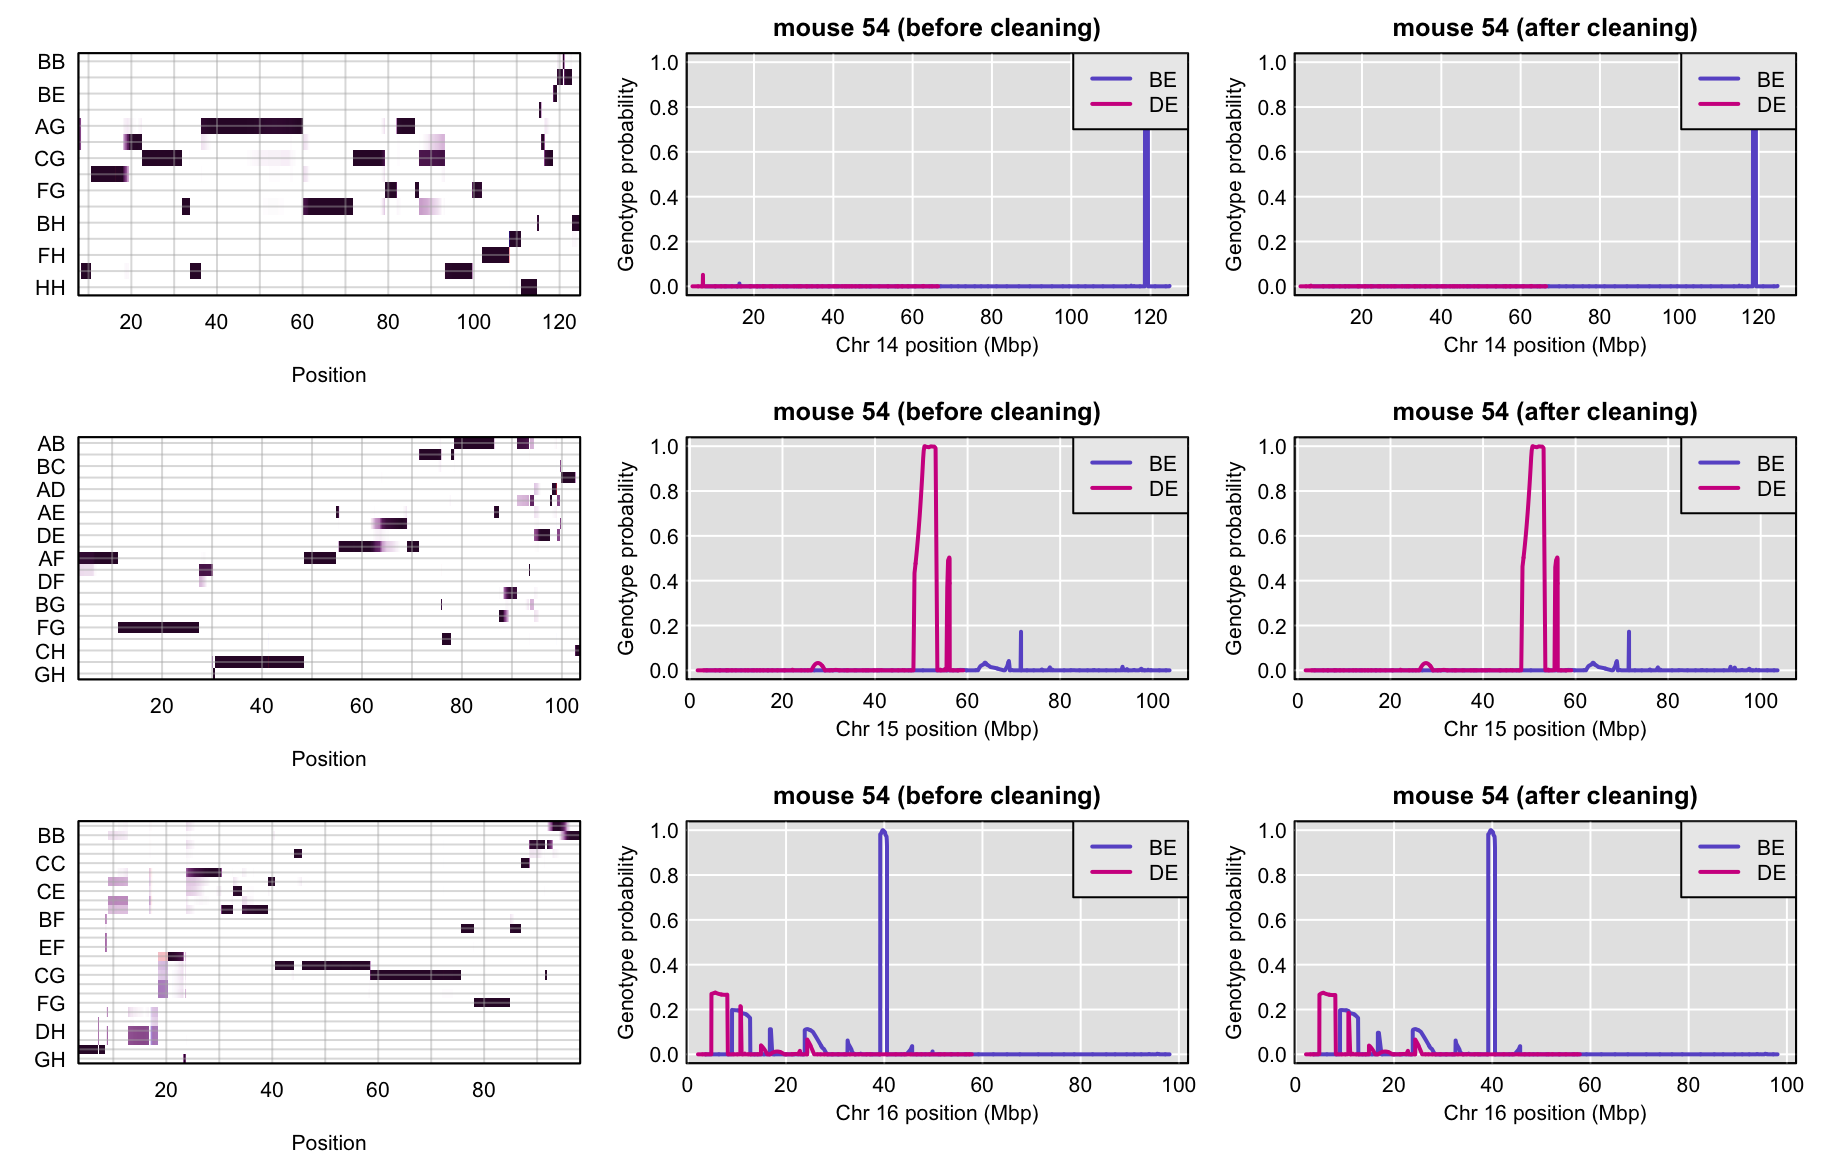 BB
BE
AG
CG
FG
BH
FH
HH
20 40 60 80 100 120
Position
mouse 54 (before cleaning)
Genotype probability
1.0
0.8
0.6
0.4
0.2
0.0
BE
DE
20 40 60 80 100 120
Chr 14 position (Mbp)
mouse 54 (after cleaning)
Genotype probability
1.0
0.8
0.6
0.4
0.2
0.0
BE
DE
20 40 60 80 100 120
Chr 14 position (Mbp)
AB
BC
AD
AE
DE
AF
DF
BG
FG
CH
GH
20 40 60 80 100
Position
mouse 54 (before cleaning)
Genotype probability
1.0
0.8
0.6
0.4
0.2
0.0
BE
DE
0 20 40 60 80 100
Chr 15 position (Mbp)
mouse 54 (after cleaning)
Genotype probability
1.0
0.8
0.6
0.4
0.2
0.0
BE
DE
0 20 40 60 80 100
Chr 15 position (Mbp)
BB
CC
CE
BF
EF
CG
FG
DH
GH
20 40 60 80
Position
mouse 54 (before cleaning)
Genotype probability
1.0
0.8
0.6
0.4
0.2
0.0
BE
DE
0 20 40 60 80 100
Chr 16 position (Mbp)
mouse 54 (after cleaning)
Genotype probability
1.0
0.8
0.6
0.4
0.2
0.0
BE
DE
0 20 40 60 80 100
Chr 16 position (Mbp)